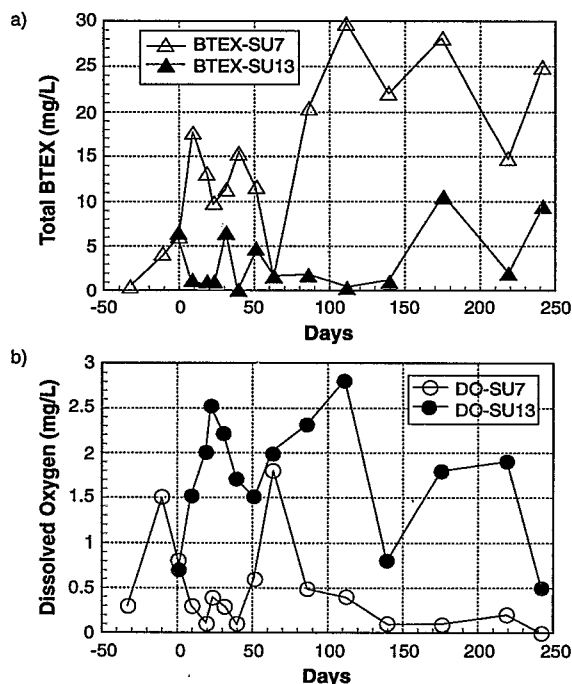 a)
30
25
20
15
10
5
0
Total BTEX (mg/L)
BTEX-SU7
BTEX-SU13
-50 0 50 100 150 200 250
Days
b)
3
2.5
2
1.5
1
0.5
0
Dissolved Oxygen (mg/L)
DO-SU7
DO-SU13
-50 0 50 100 150 200 250
Days